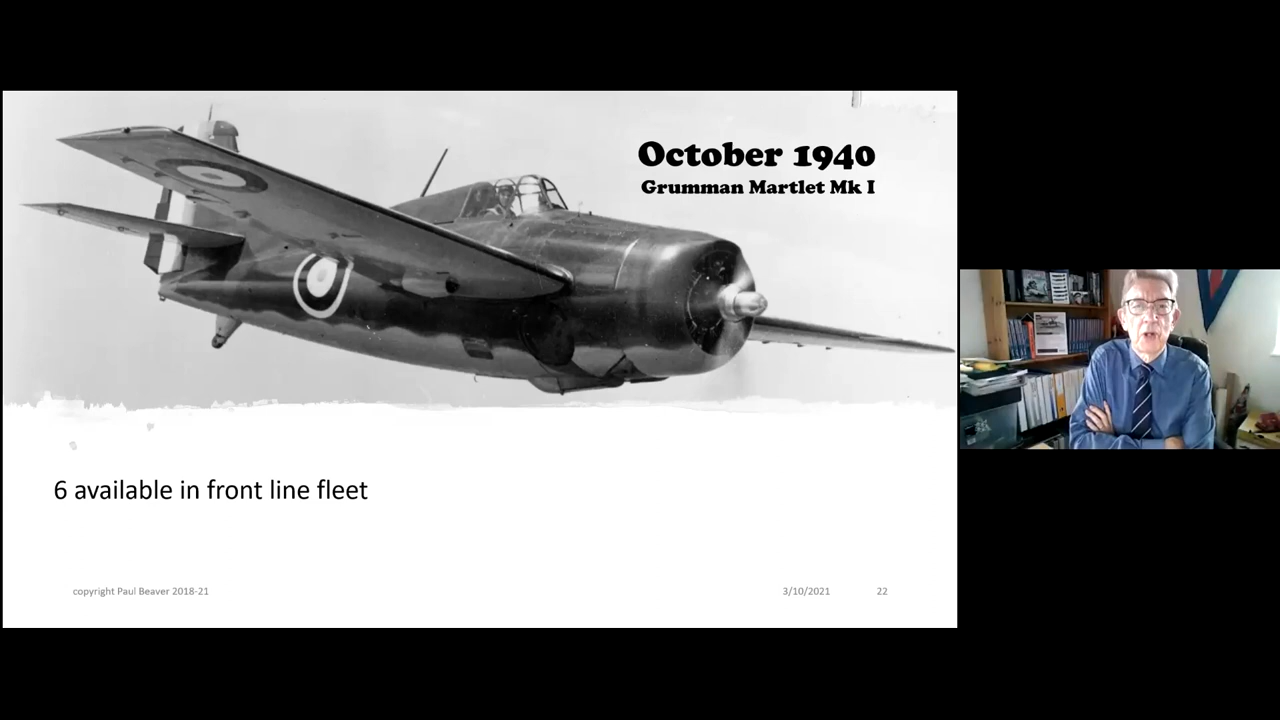 October 1940
Grumman Martlet Mk I
6 available in front line fleet
copyright Paul Beaver 2018-21
3/10/2021
22